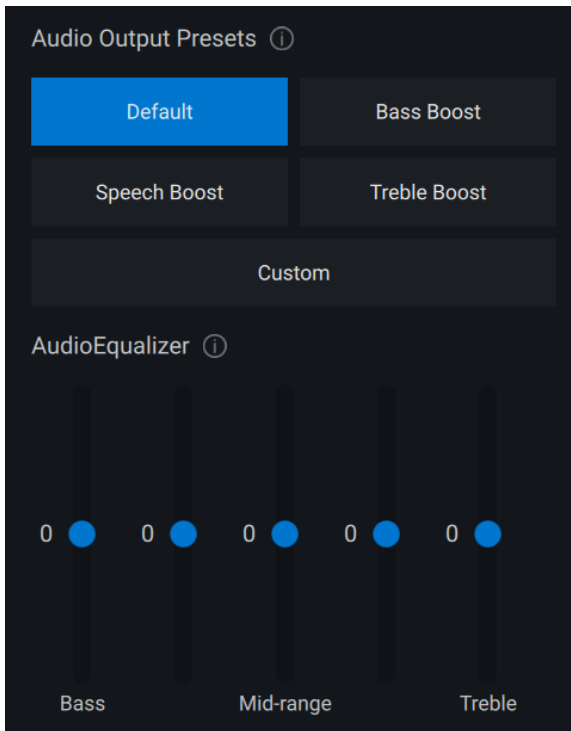 Audio Output Presets
Default
Bass Boost
Speech Boost
Treble Boost
Custom
AudioEqualizer
0 0 0 0 0
Bass Mid-range Treble